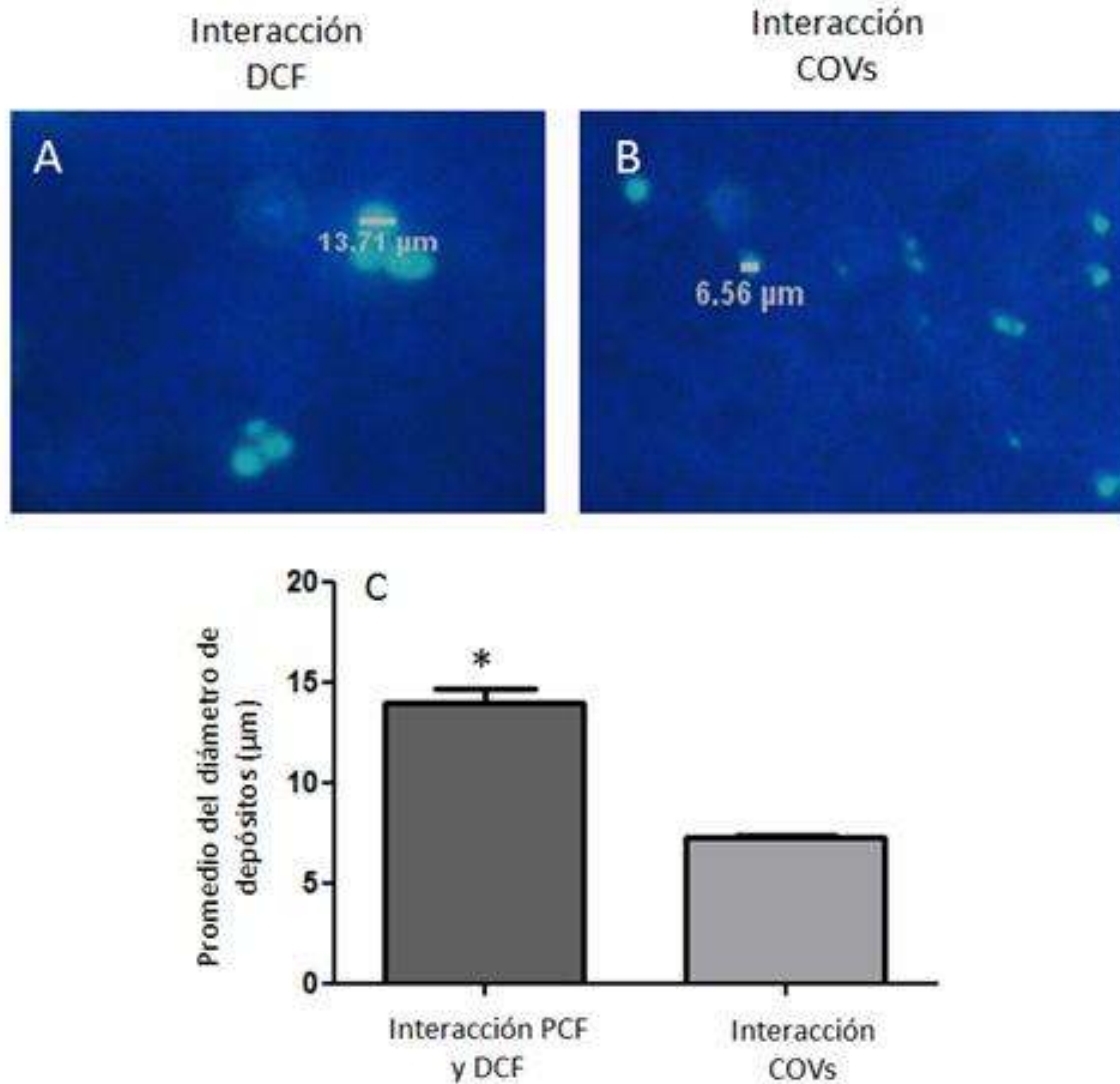 Interacción
DCF
Interacción
COVs
A
13.71 µm
B
6.56 µm
C
Promedio del diámetro de
depósitos (µm)
20
15
10
5
0
*
Interacción PCF
y DCF
Interacción
COVs